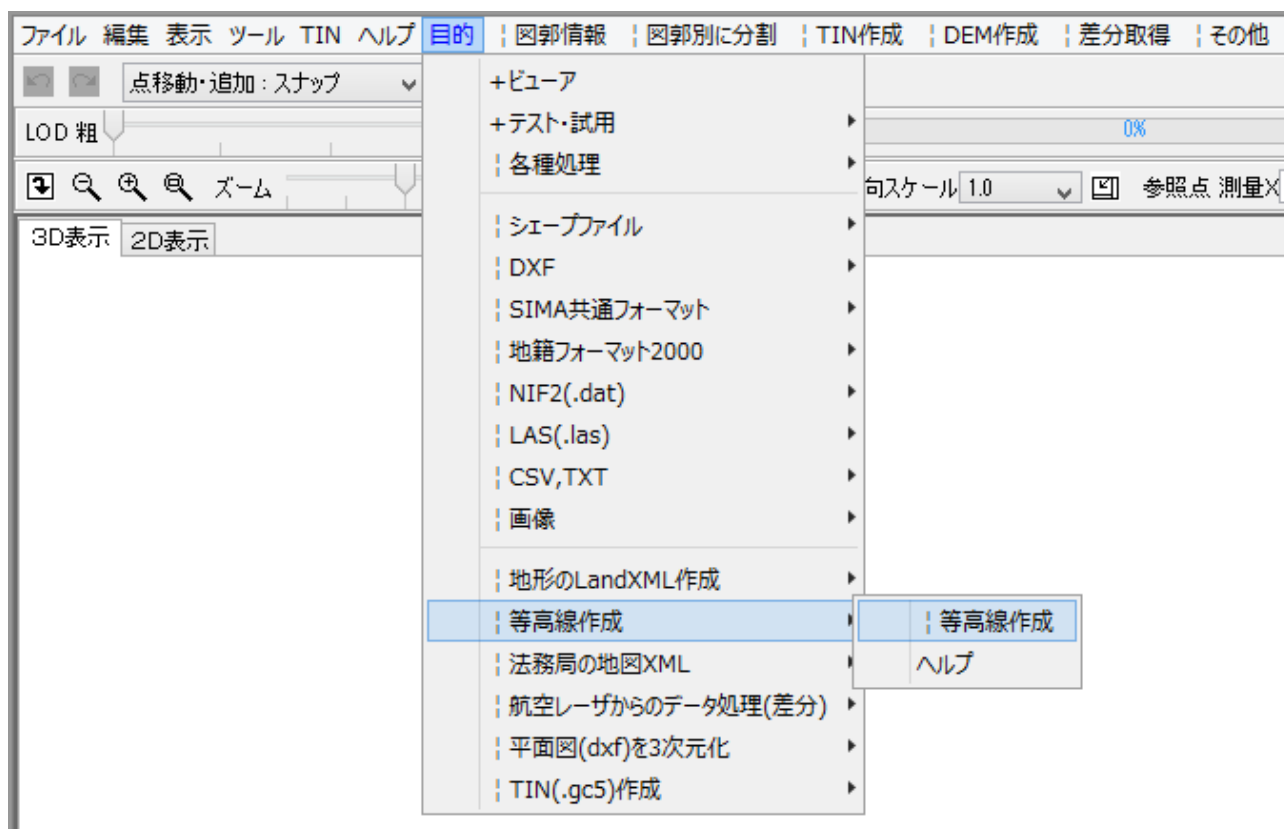 ファイル 編集 表示 ツール TIN ヘルプ 目的 ¦ 図郭情報 ¦ 図郭別に分割 ¦ TIN作成 ¦ DEM作成 ¦ 差分取得 ¦ その他
点移動・追加 : スナップ
LOD 粗
0%
ズーム
向スケール 1.0 参照点 測量X
3D表示 2D表示
+ビューア
+テスト・試用
¦ 各種処理
¦ シェープファイル
¦ DXF
¦ SIMA共通フォーマット
¦ 地籍フォーマット2000
¦ NIF2(.dat)
¦ LAS(.las)
¦ CSV,TXT
¦ 画像
¦ 地形のLandXML作成
¦ 等高線作成
¦ 等高線作成
¦ 法務局の地図XML
ヘルプ
¦ 航空レーザからのデータ処理(差分)
¦ 平面図(dxf)を3次元化
¦ TIN(.gc5)作成